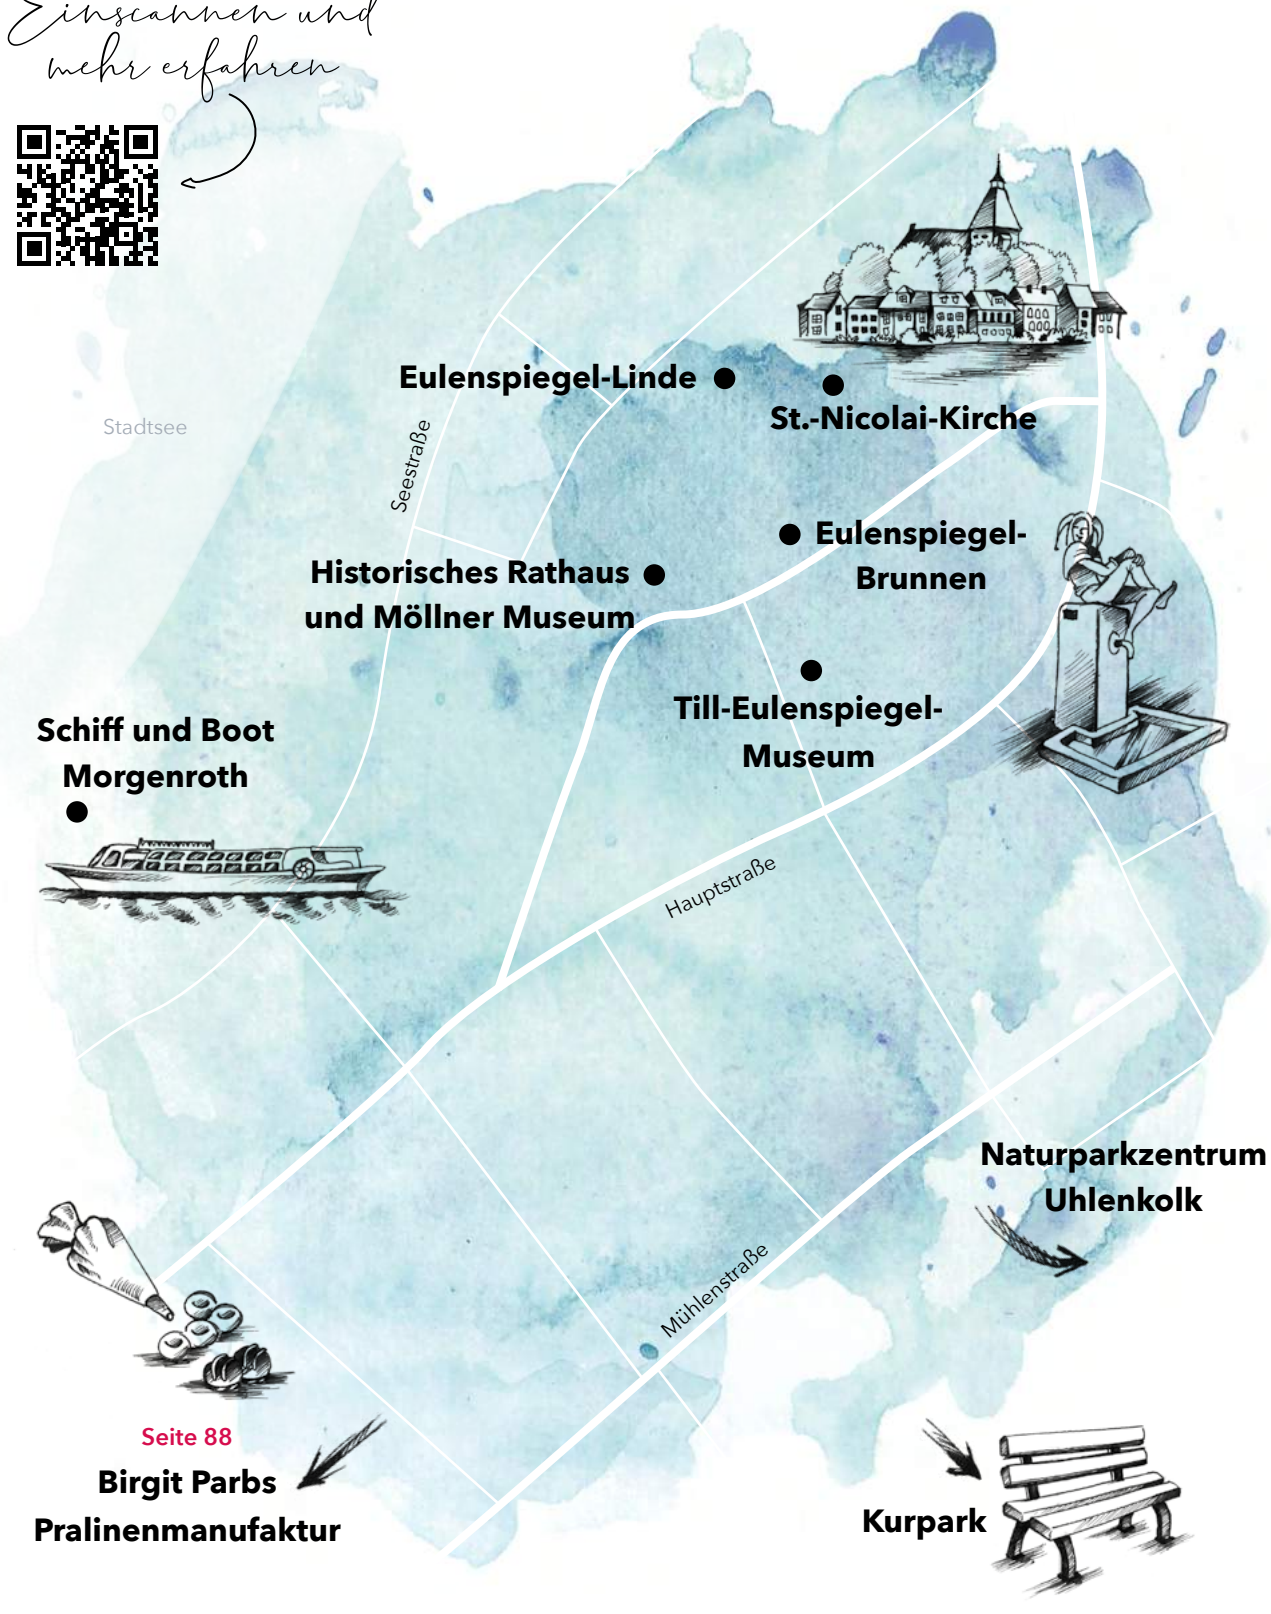 Einscannen und
mehr erfahren
Eulenspiegel-Linde
St.-Nicolai-Kirche
Stadtsee
Seestraße
Eulenspiegel-
Brunnen
Historisches Rathaus
und Möllner Museum
Till-Eulenspiegel-
Museum
Schiff und Boot
Morgenroth
Hauptstraße
Naturparkzentrum
Uhlenkolk
Mühlenstraße
Seite 88
Birgit Parbs
Pralinenmanufaktur
Kurpark